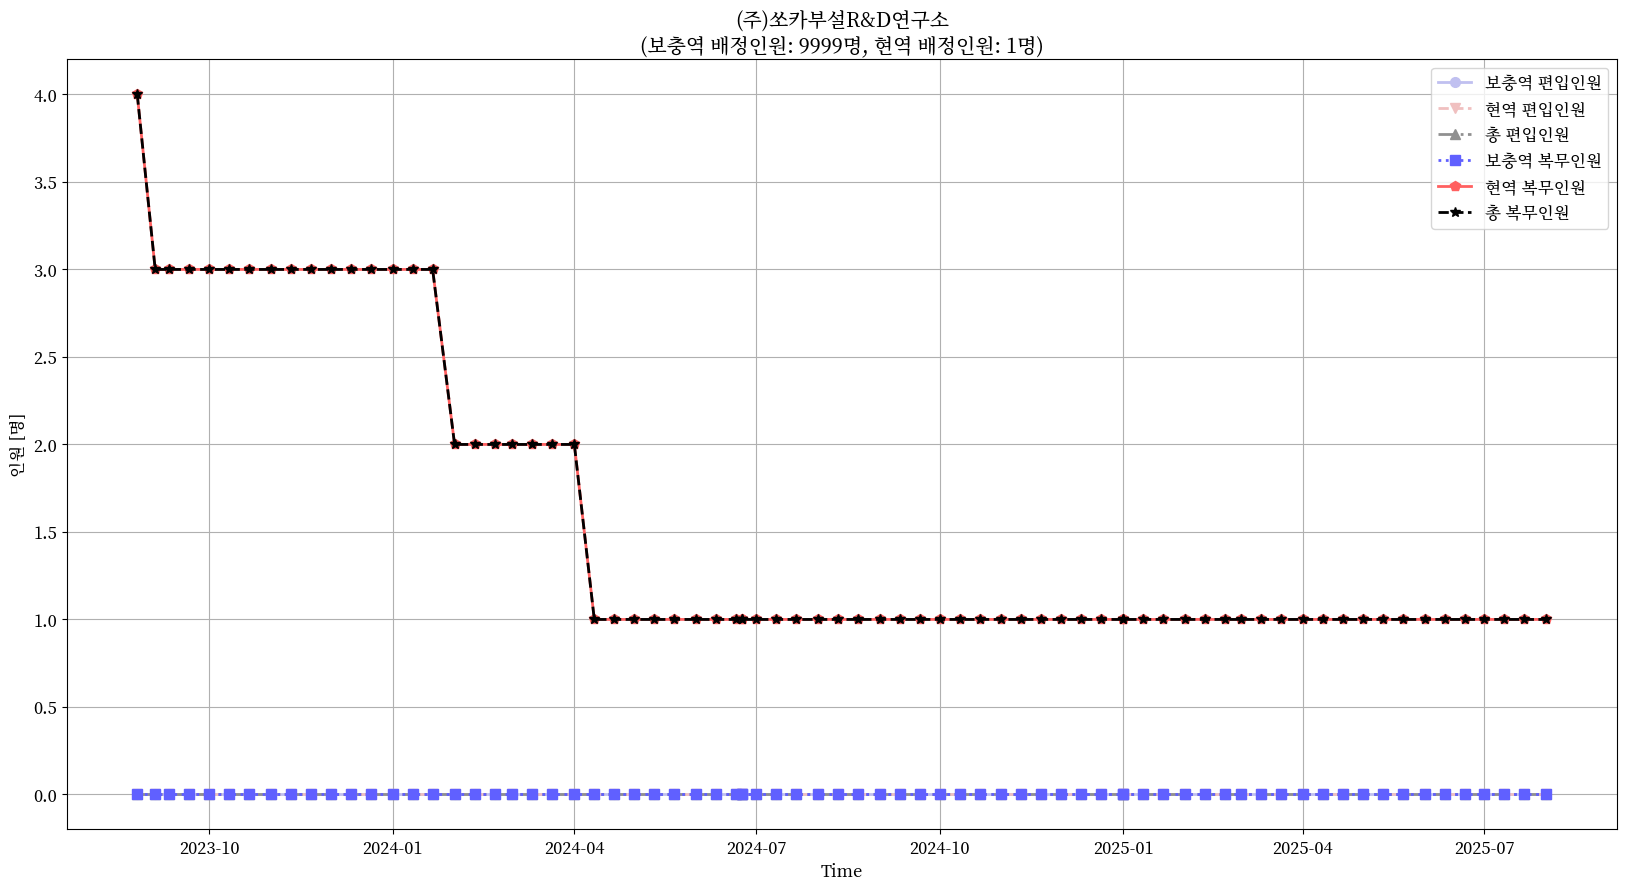 (주)쏘카부설R&D연구소
(보충역 배정인원: 9999명, 현역 배정인원: 1명)
보충역 편입인원
현역 편입인원
총 편입인원
보충역 복무인원
현역 복무인원
총 복무인원
4.0
3.5
3.0
2.5
2.0
1.5
1.0
0.5
0.0
인원 [명]
2023-10
2024-01
2024-04
2024-07
2024-10
2025-01
2025-04
2025-07
Time